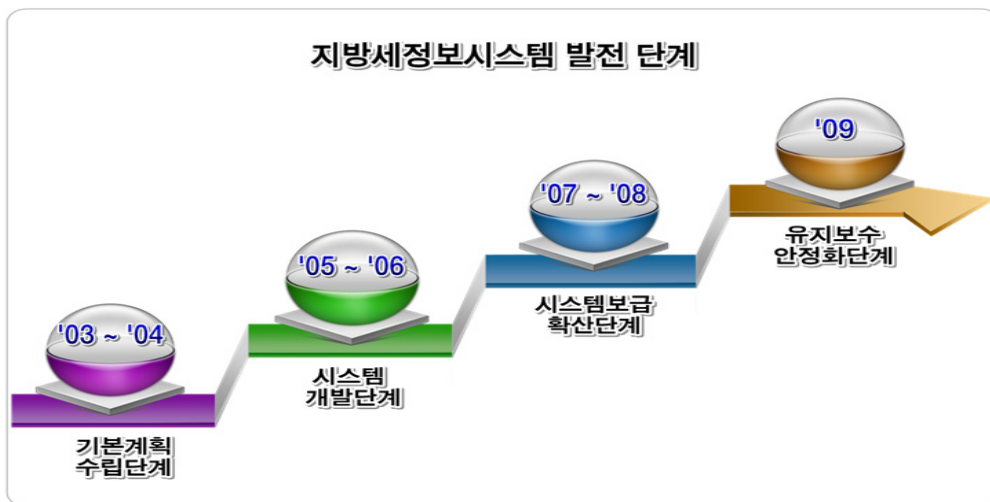 지방세정보시스템 발전 단계
'09
'07 ~ '08
유지보수
안정화단계
'05 ~ '06
시스템보급
확산단계
'03 ~ '04
시스템
개발단계
기본계획
수립단계